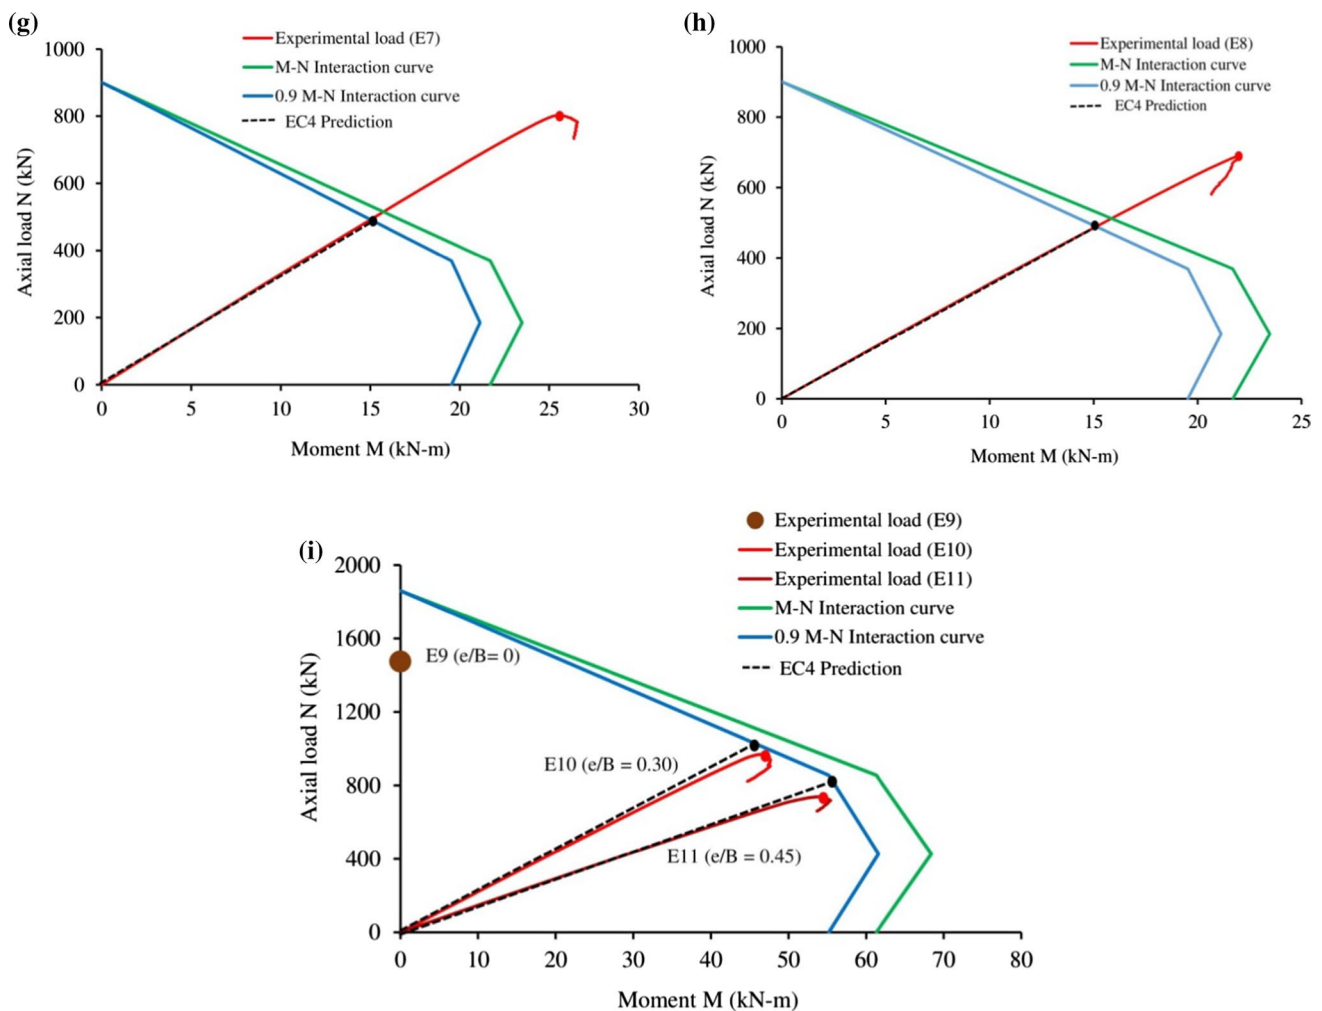 (g)
Experimental load (E7)
M-N Interaction curve
0.9 M-N Interaction curve
EC4 Prediction
1000
800
600
400
200
0
Axial load N (kN)
0 5 10 15 20 25 30
Moment M (kN-m)
(h)
Experimental load (E8)
M-N Interaction curve
0.9 M-N Interaction curve
EC4 Prediction
1000
800
600
400
200
0
Axial load N (kN)
0 5 10 15 20 25
Moment M (kN-m)
(i)
Experimental load (E9)
Experimental load (E10)
Experimental load (E11)
M-N Interaction curve
0.9 M-N Interaction curve
EC4 Prediction
2000
1600
1200
800
400
0
Axial load N (kN)
E9 (e/B= 0)
E10 (e/B = 0.30)
E11 (e/B = 0.45)
0 10 20 30 40 50 60 70 80
Moment M (kN-m)